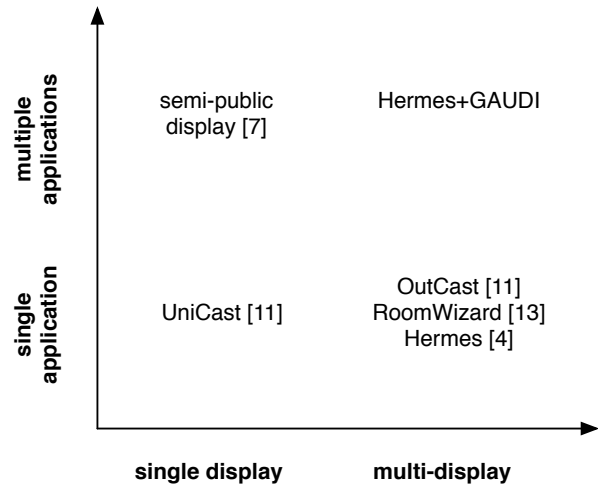 multiple
applications
semi-public
display [7]
Hermes+GAUDI
single
application
UniCast [11]
OutCast [11]
RoomWizard [13]
Hermes [4]
single display
multi-display